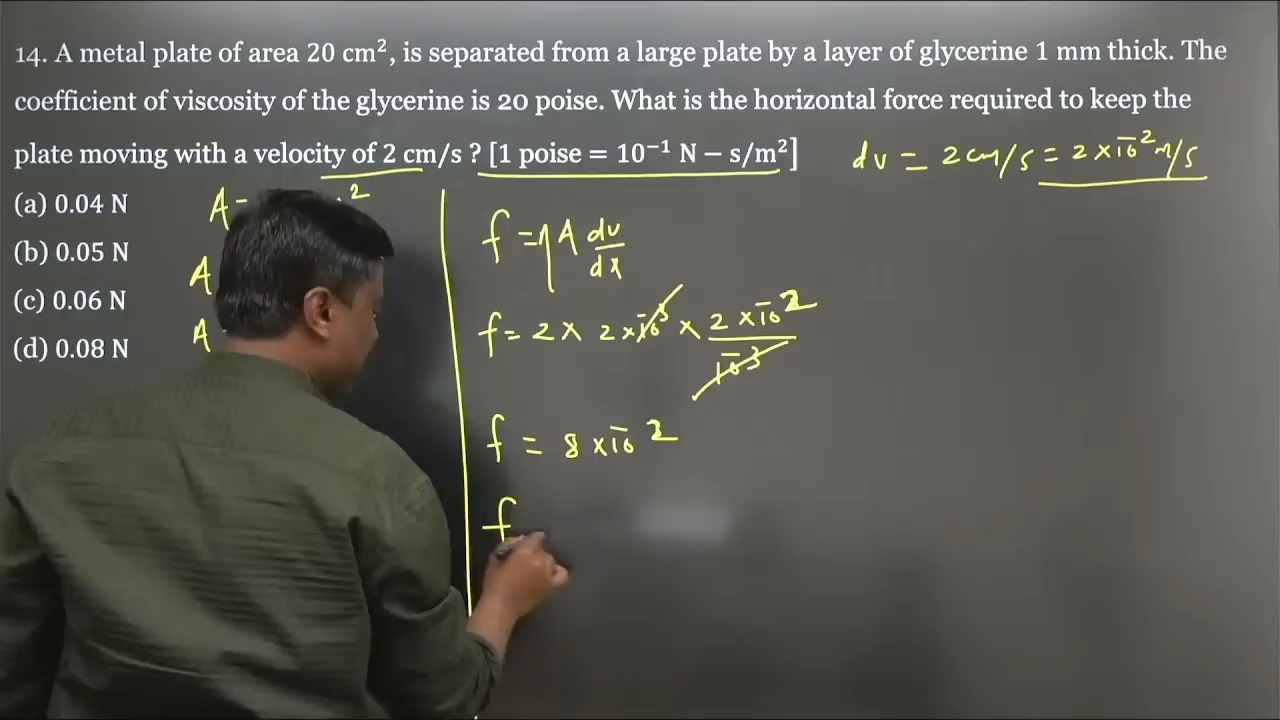 14. A metal plate of area 20 cm², is separated from a large plate by a layer of glycerine 1 mm thick. The
coefficient of viscosity of the glycerine is 20 poise. What is the horizontal force required to keep the
plate moving with a velocity of 2 cm/s ? [1 poise = 10⁻¹ N – s/m²]
dv = 2cm/s = 2×10⁻² m/s
(a) 0.04 N
(b) 0.05 N
(c) 0.06 N
(d) 0.08 N
A
A
A
f = η A dv/dx
f = 2 × 2×10⁻³ × 2×10⁻²/10⁻³
f = 8×10⁻²
f